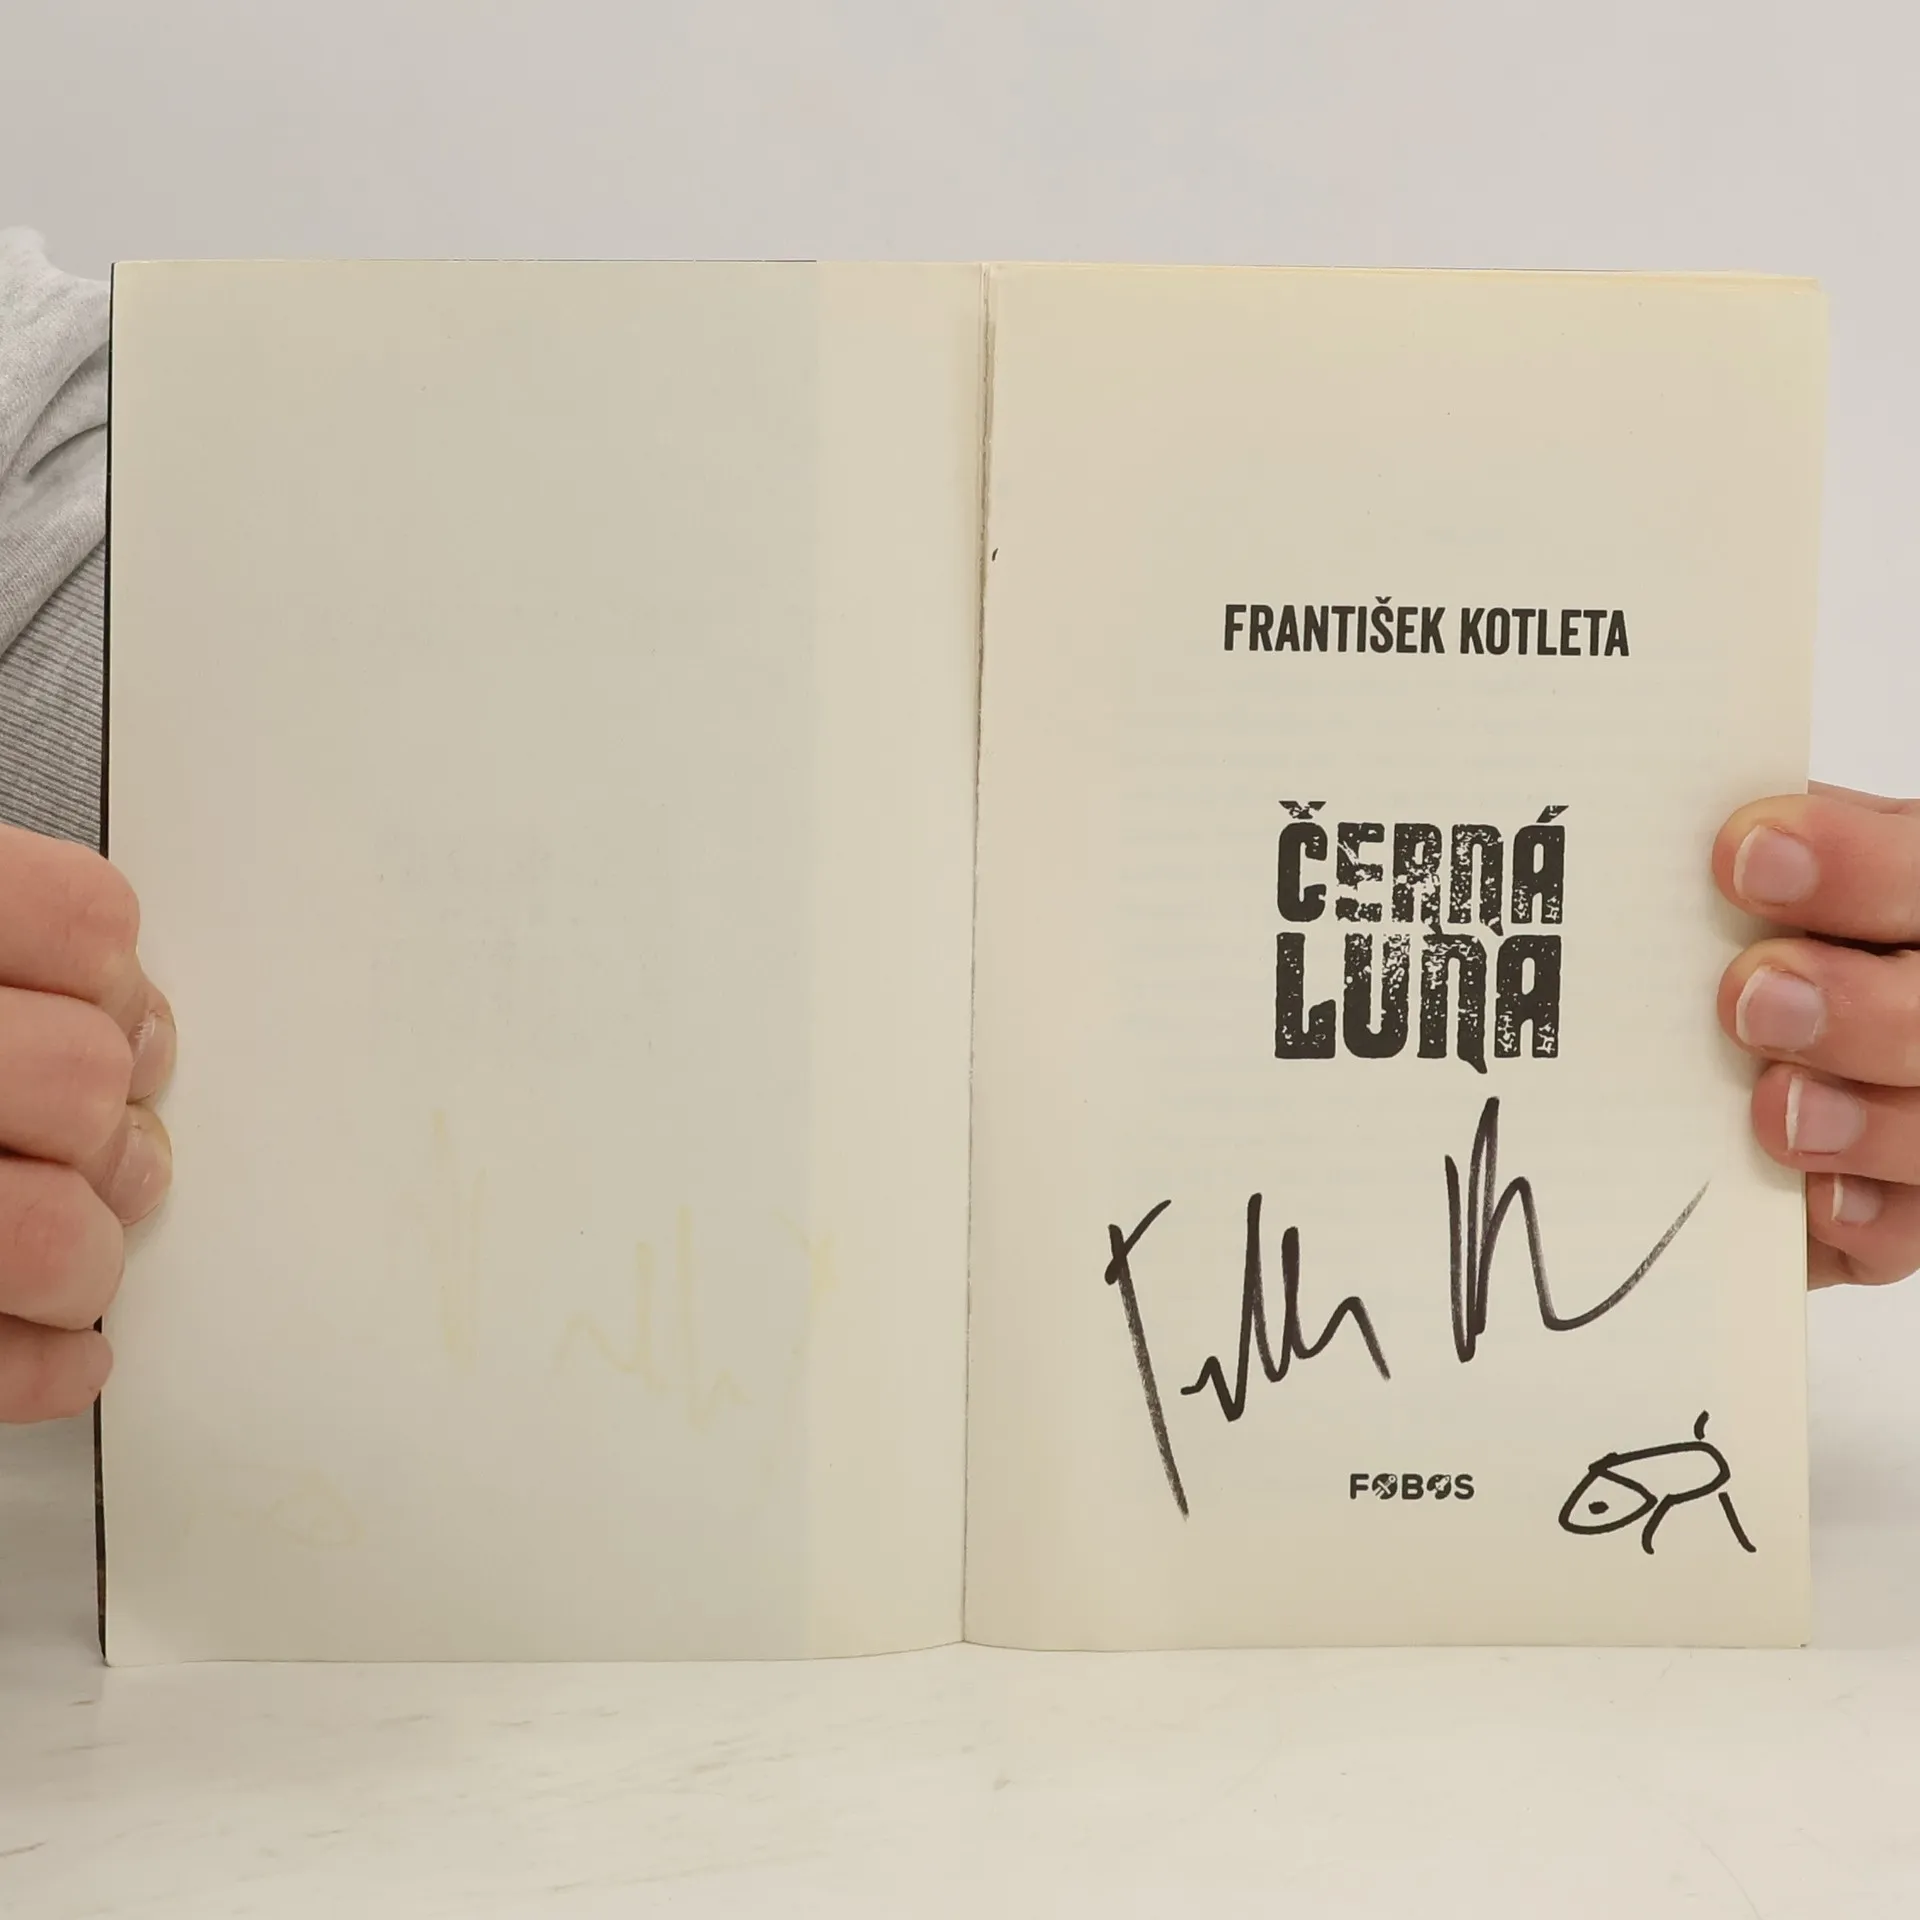 FRANTIŠEK KOTLETA
ČERNÁ
LUNA
FOBOS